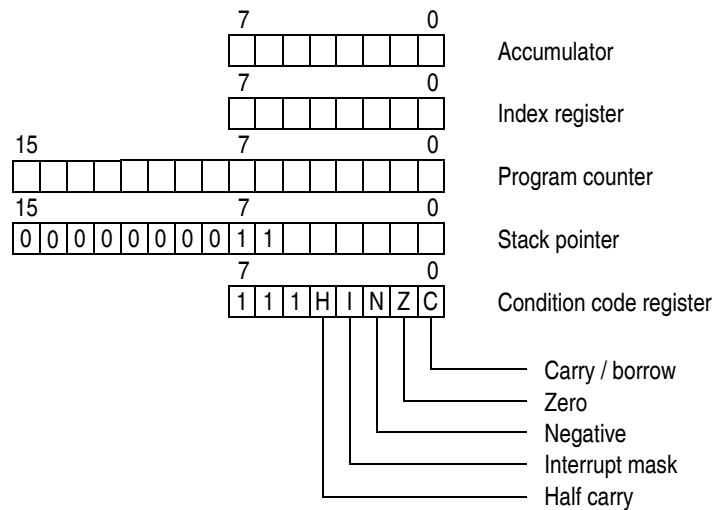 7 0
Accumulator
7 0
Index register
15 7 0
Program counter
15 7 0
0 0 0 0 0 0 0 0 1 1
Stack pointer
7 0
1 1 1 H I N Z C
Condition code register
Carry / borrow
Zero
Negative
Interrupt mask
Half carry